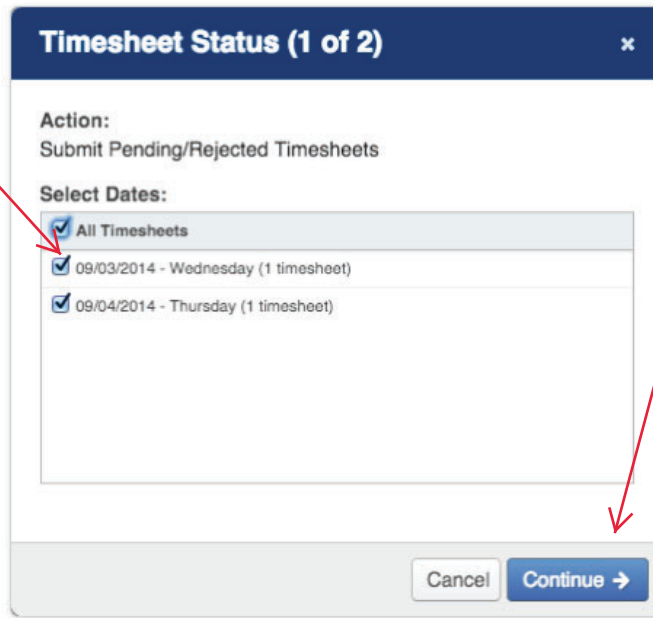 Timesheet Status (1 of 2) ×
Action:
Submit Pending/Rejected Timesheets
Select Dates:
All Timesheets
09/03/2014 - Wednesday (1 timesheet)
09/04/2014 - Thursday (1 timesheet)
Cancel Continue →